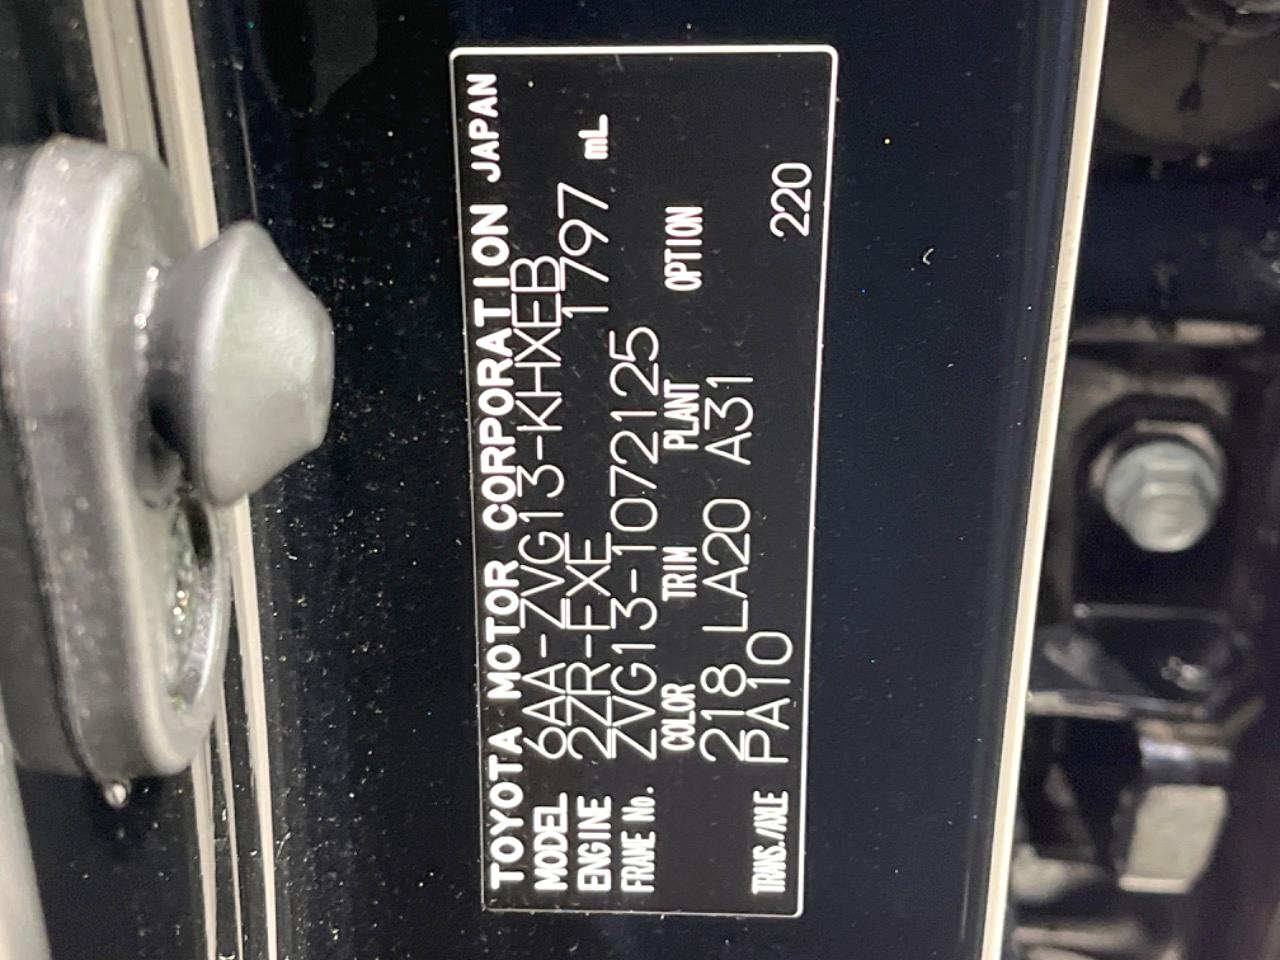 TOYOTA MOTOR CORPORATION JAPAN
MODEL 6AA-ZVG13-KHXEB
ENGINE 2ZR-FXE 1797 mL
FRAME No. ZVG13-1072125
COLOR TRIM PLANT OPTION
218 LA20 A31
TRANS./AXLE PA10 220